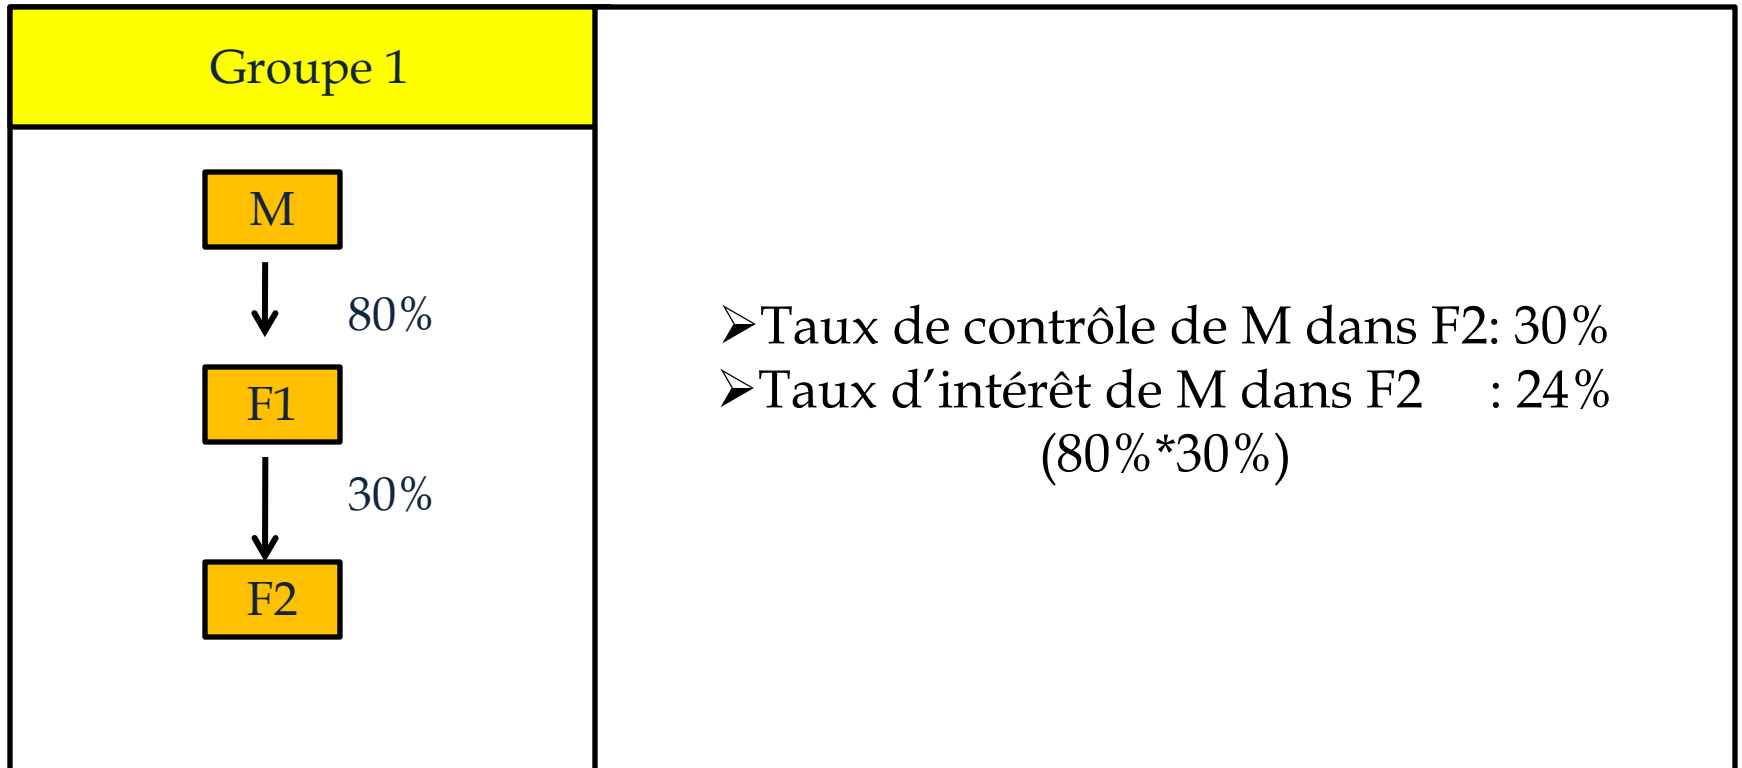 Groupe 1
M
80%
F1
30%
F2
➢Taux de contrôle de M dans F2: 30%
➢Taux d’intérêt de M dans F2 : 24%
(80%*30%)